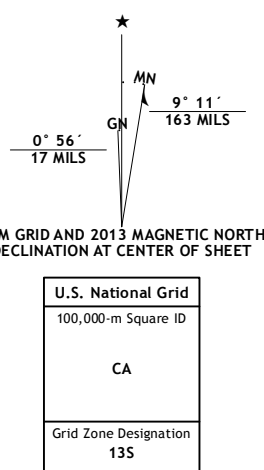 ★
MN
GN
9° 11´
163 MILS
0° 56´
17 MILS
M GRID AND 2013 MAGNETIC NORTH
DECLINATION AT CENTER OF SHEET
U.S. National Grid
100,000-m Square ID
CA
Grid Zone Designation
13S